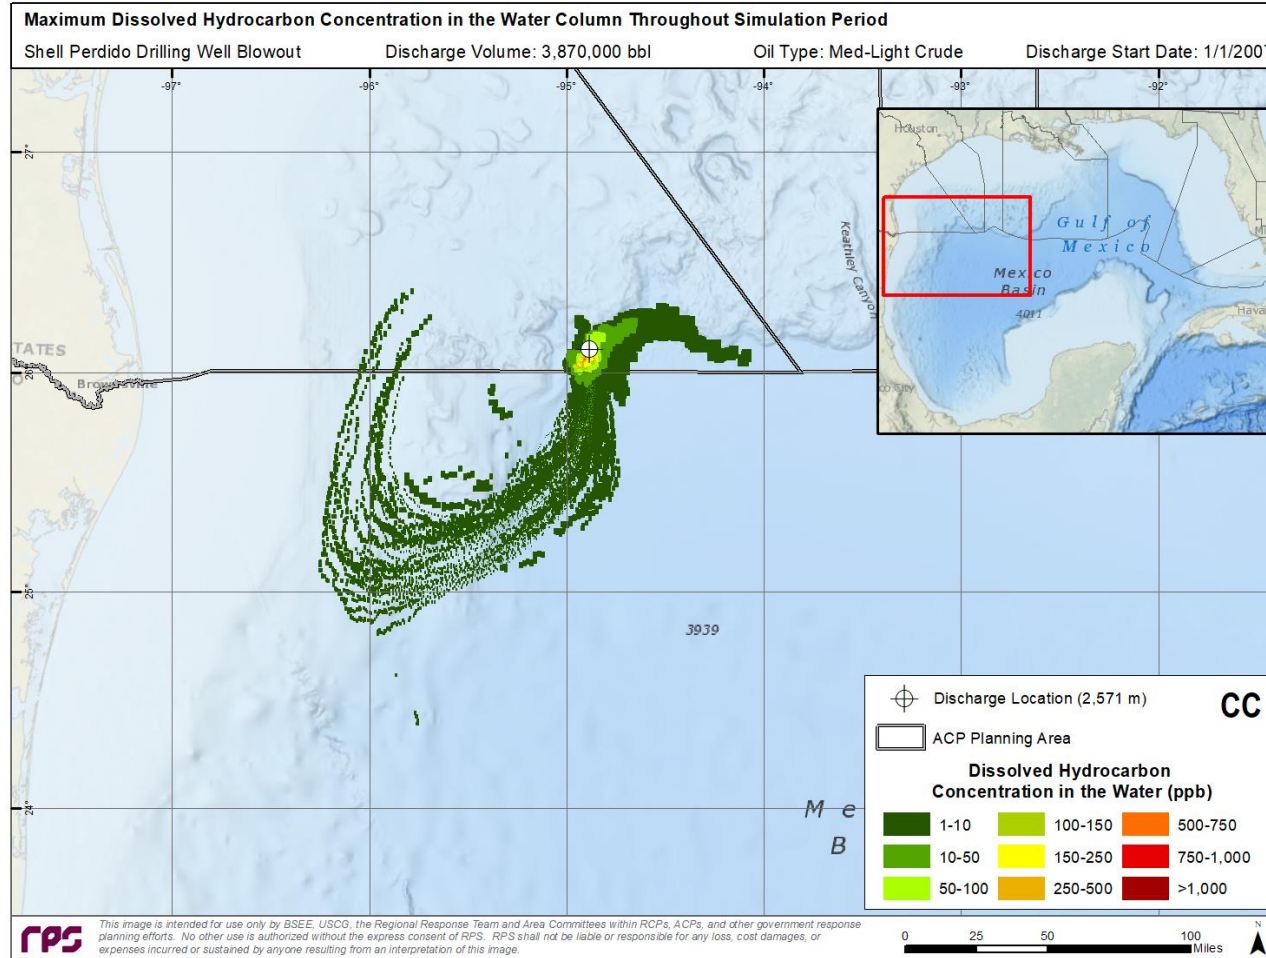 Maximum Dissolved Hydrocarbon Concentration in the Water Column Throughout Simulation Period
Shell Perdido Drilling Well Blowout Discharge Volume: 3,870,000 bbl Oil Type: Med-Light Crude Discharge Start Date: 1/1/2007
-97° -96° -95° -94° -93° -92°
27°
26°
25°
24°
TATES
Brownsville
Keathley Canyon
3939
M e
B
Houston
Gulf of
Mexico
Mexico
Basin
4011
Hava
co City
Discharge Location (2,571 m)
CC
ACP Planning Area
Dissolved Hydrocarbon
Concentration in the Water (ppb)
1-10 100-150 500-750
10-50 150-250 750-1,000
50-100 250-500 >1,000
rps
This image is intended for use only by BSEE, USCG, the Regional Response Team and Area Committees within RCPs, ACPs, and other government response
planning efforts. No other use is authorized without the express consent of RPS. RPS shall not be liable or responsible for any loss, cost damages, or
expenses incurred or sustained by anyone resulting from an interpretation of this image.
0 25 50 100
Miles
N